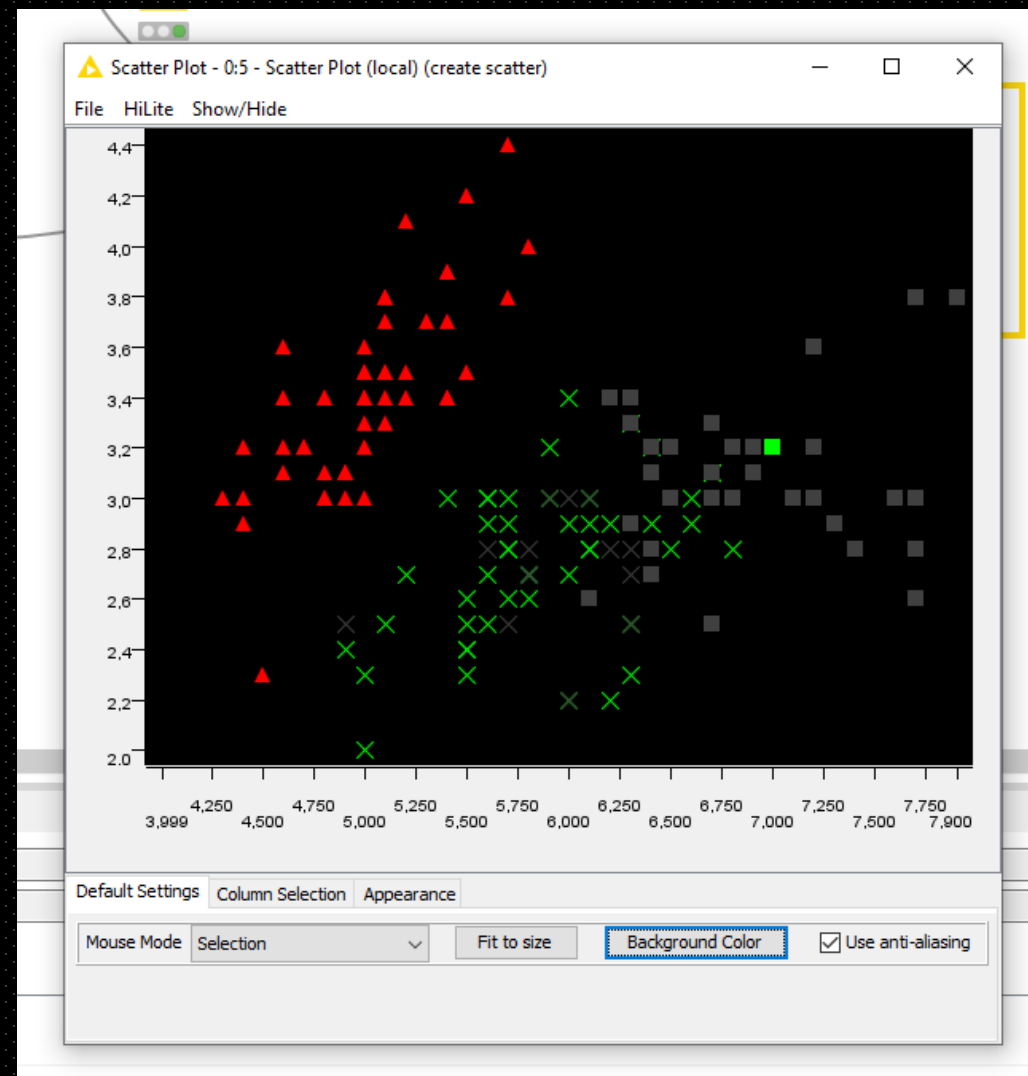 Scatter Plot - 0:5 - Scatter Plot (local) (create scatter)
File HiLite Show/Hide
4,4
4,2
4,0
3,8
3,6
3,4
3,2
3,0
2,8
2,6
2,4
2,2
2.0
4,250 4,750 5,250 5,750 6,250 6,750 7,250 7,750
3,999 4,500 5,000 5,500 6,000 6,500 7,000 7,500 7,900
Default Settings Column Selection Appearance
Mouse Mode Selection Fit to size Background Color Use anti-aliasing